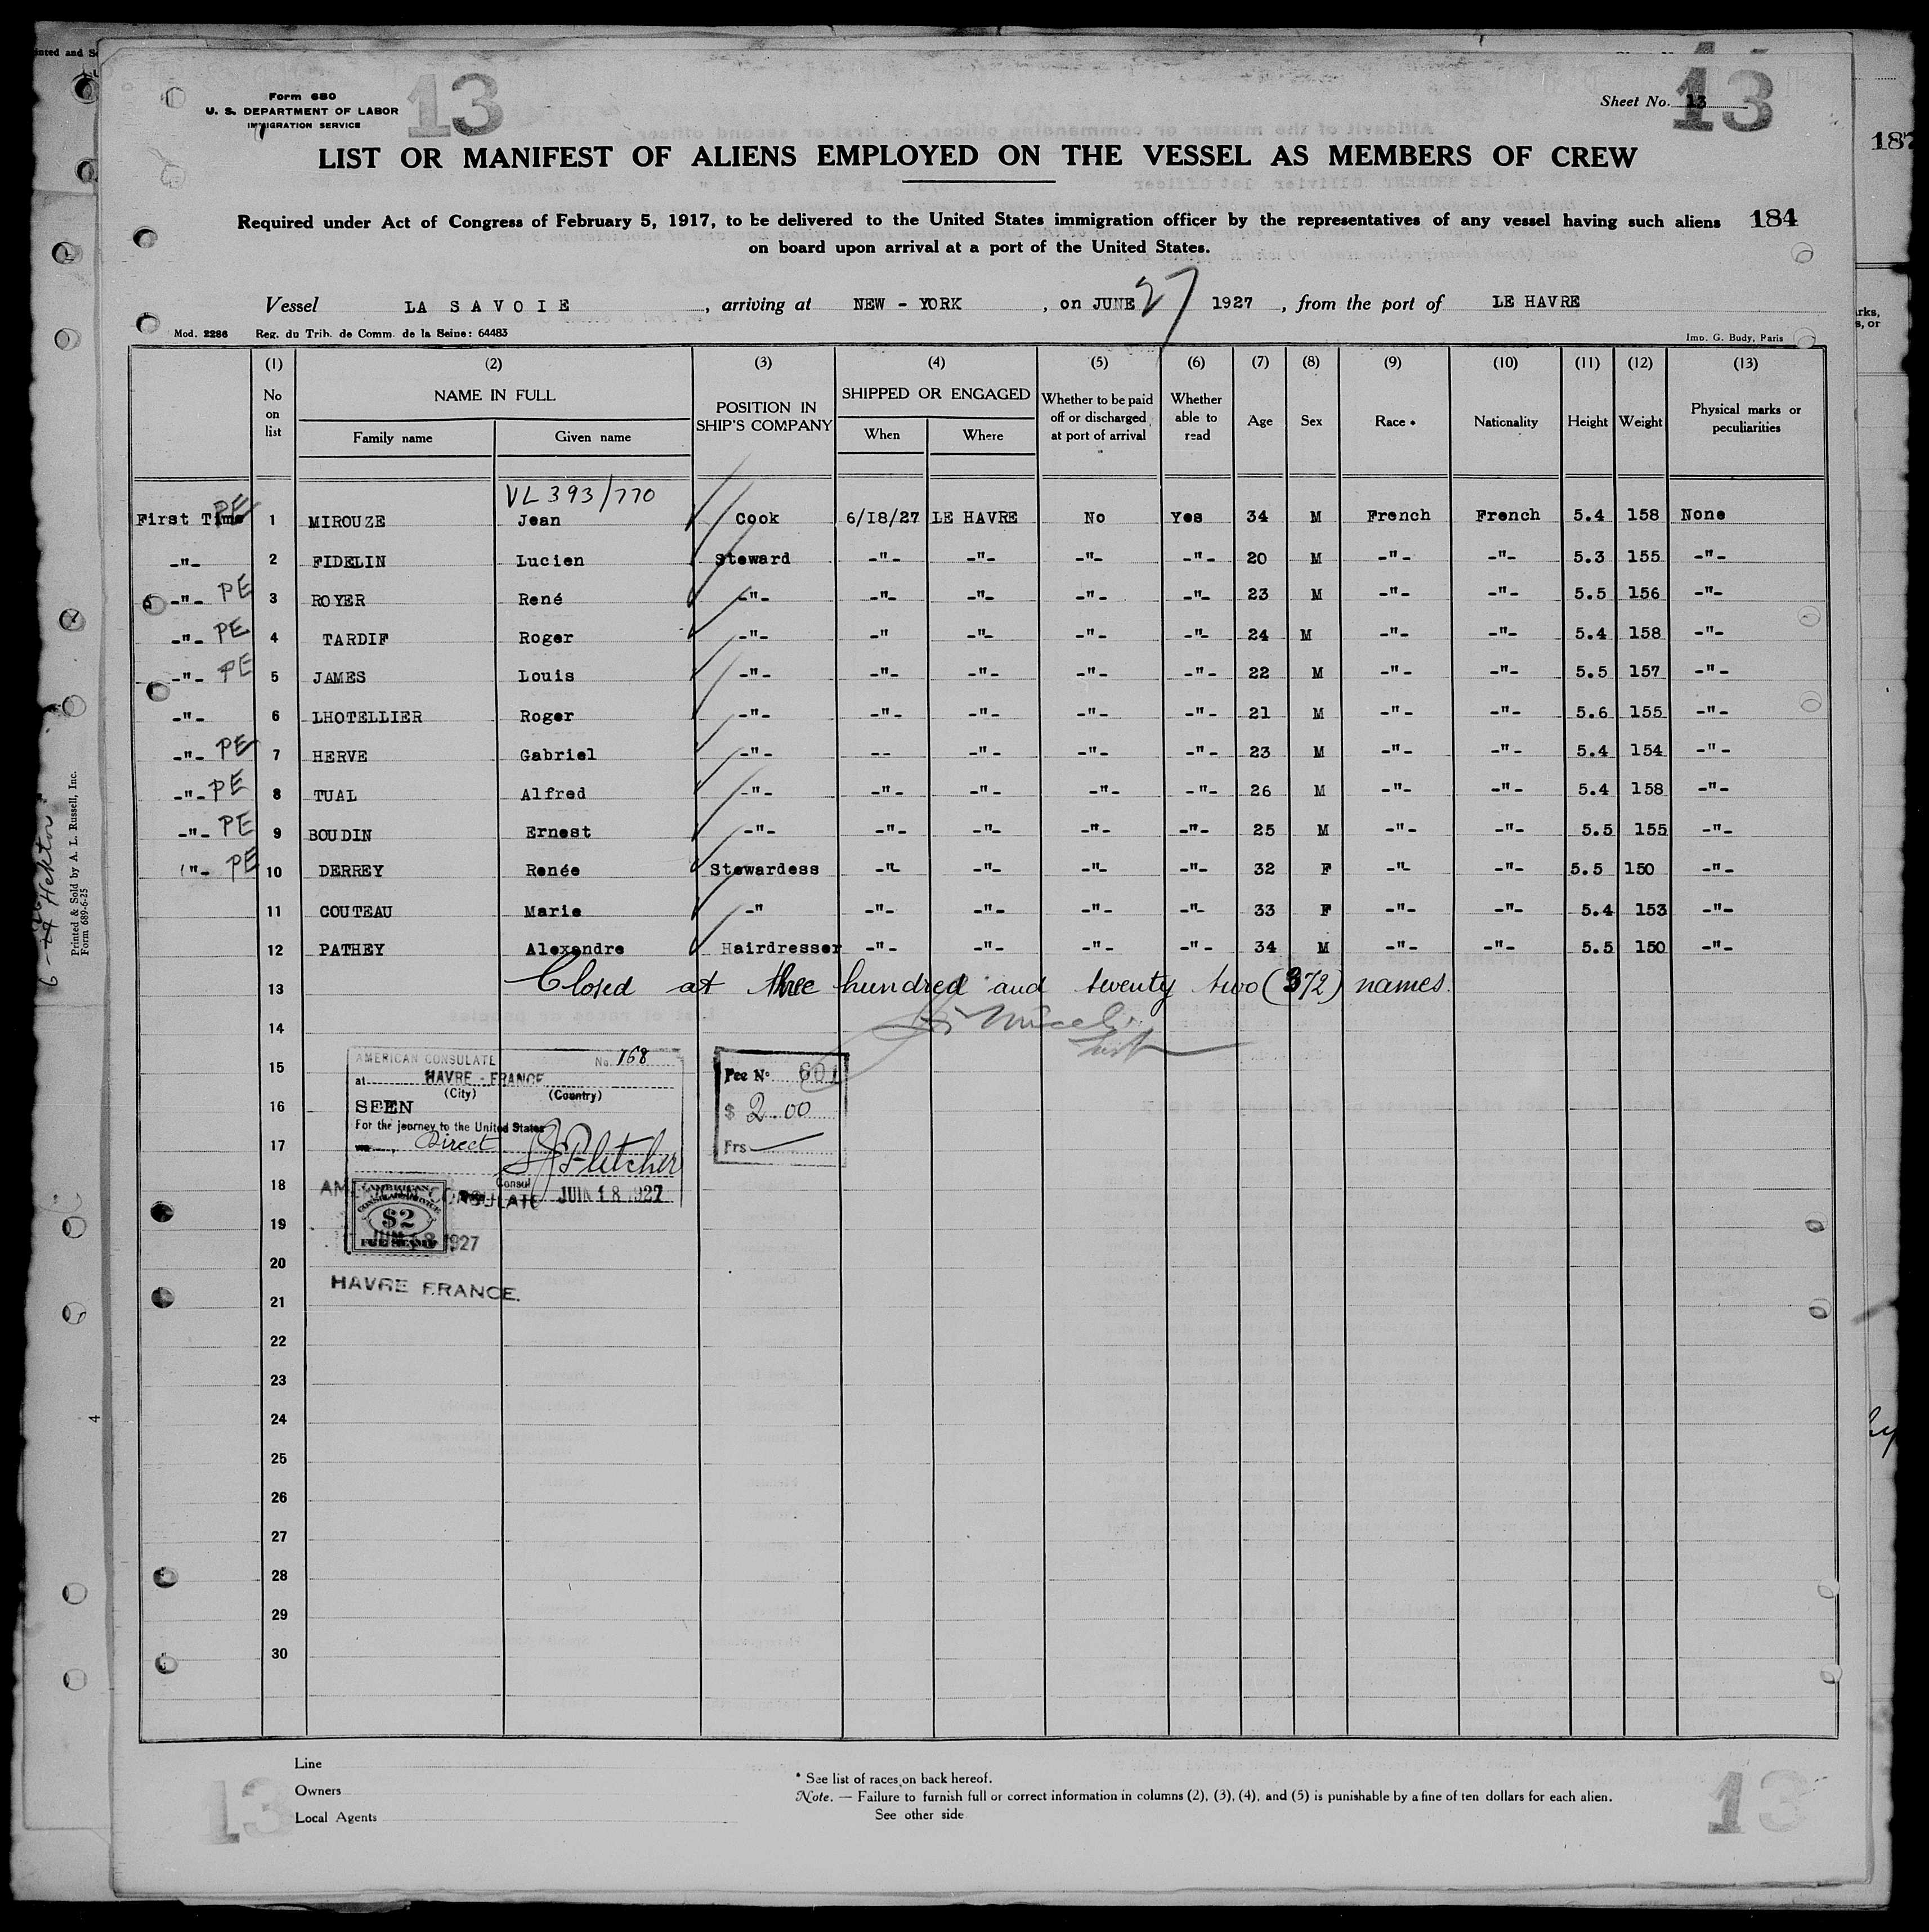 Form 680
U. S. DEPARTMENT OF LABOR
IMMIGRATION SERVICE
13
Sheet No. 13
13
LIST OR MANIFEST OF ALIENS EMPLOYED ON THE VESSEL AS MEMBERS OF CREW
Required under Act of Congress of February 5, 1917, to be delivered to the United States immigration officer by the representatives of any vessel having such aliens
on board upon arrival at a port of the United States.
184
187
Vessel LA SAVOIE , arriving at NEW - YORK , on JUNE 27 1927 , from the port of LE HAVRE
Mod. 2286 Reg. du Trib. de Comm. de la Seine: 64483 Imp. G. Budy, Paris
(1) (2) (3) (4) (5) (6) (7) (8) (9) (10) (11) (12) (13)
No on list NAME IN FULL Family name Given name POSITION IN SHIP'S COMPANY SHIPPED OR ENGAGED When Where Whether to be paid off or discharged at port of arrival Whether able to read Age Sex Race * Nationality Height Weight Physical marks or peculiarities
VL 393/770
First Time PE 1 MIROUZE Jean Cook 6/18/27 LE HAVRE No Yes 34 M French French 5.4 158 None
-"- 2 FIDELIN Lucien Steward -"- -"- -"- -"- 20 M -"- -"- 5.3 155 -"-
-"- PE 3 ROYER René -"- -"- -"- -"- -"- 23 M -"- -"- 5.5 156 -"-
-"- PE 4 TARDIF Roger -"- -" -"- -"- -"- 24 M -"- -"- 5.4 158 -"-
-"- PE 5 JAMES Louis -"- -"- -"- -"- -"- 22 M -"- -"- 5.5 157 -"-
-"- 6 LHOTELLIER Roger -"- -"- -"- -"- -"- 21 M -"- -"- 5.6 155 -"-
-"- PE 7 HERVE Gabriel -"- -- -"- -"- -"- 23 M -"- -"- 5.4 154 -"-
-"- PE 8 TUAL Alfred -"- -"- -"- -"- -"- 26 M -"- -"- 5.4 158 -"-
-"- PE 9 BOUDIN Ernest -"- -"- -"- -"- -"- 25 M -"- -"- 5.5 155 -"-
"- PE 10 DERREY Renée Stewardess -"- -"- -"- -"- 32 F -"- -"- 5.5 150 -"-
11 COUTEAU Marie -" -"- -"- -"- -"- 33 F -"- -"- 5.4 153 -"-
12 PATHEY Alexandre Hairdresser -"- -"- -"- -"- 34 M -"- -"- 5.5 150 -"-
13 Closed at three hundred and seventy two (372) names.
14
15
16
17
18
19
20
21
22
23
24
25
26
27
28
29
30
AMERICAN CONSULATE No. 168
at HAVRE - FRANCE
(City) (Country)
SEEN
For the journey to the United States
Direct
Fletcher
Consul
JUIN 18 1927
Fee No 601
$ 2.00
Frs
AMERICAN CONSULATE
AMERICAN
$2
FEE STAMP
JUIN 18 1927
HAVRE FRANCE.
Line
Owners
Local Agents
* See list of races on back hereof.
Note. — Failure to furnish full or correct information in columns (2), (3), (4), and (5) is punishable by a fine of ten dollars for each alien.
See other side
13
13
Printed & Sold by A. L. Russell, Inc.
Form 689-6-25
4